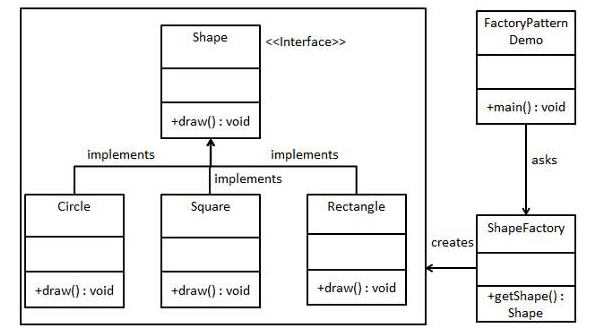 Shape
<<Interface>>
+draw() : void
implements
implements
implements
Circle
Square
Rectangle
+draw() : void
+draw() : void
+draw() : void
FactoryPattern
Demo
+main() : void
asks
ShapeFactory
creates
+getShape() :
Shape